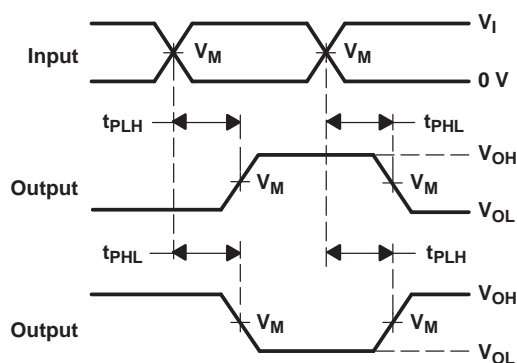 V_I
Input V_M V_M
0 V
t_PLH t_PHL
V_OH
V_M V_M
Output V_OL
t_PHL t_PLH
V_OH
Output V_M V_M
V_OL